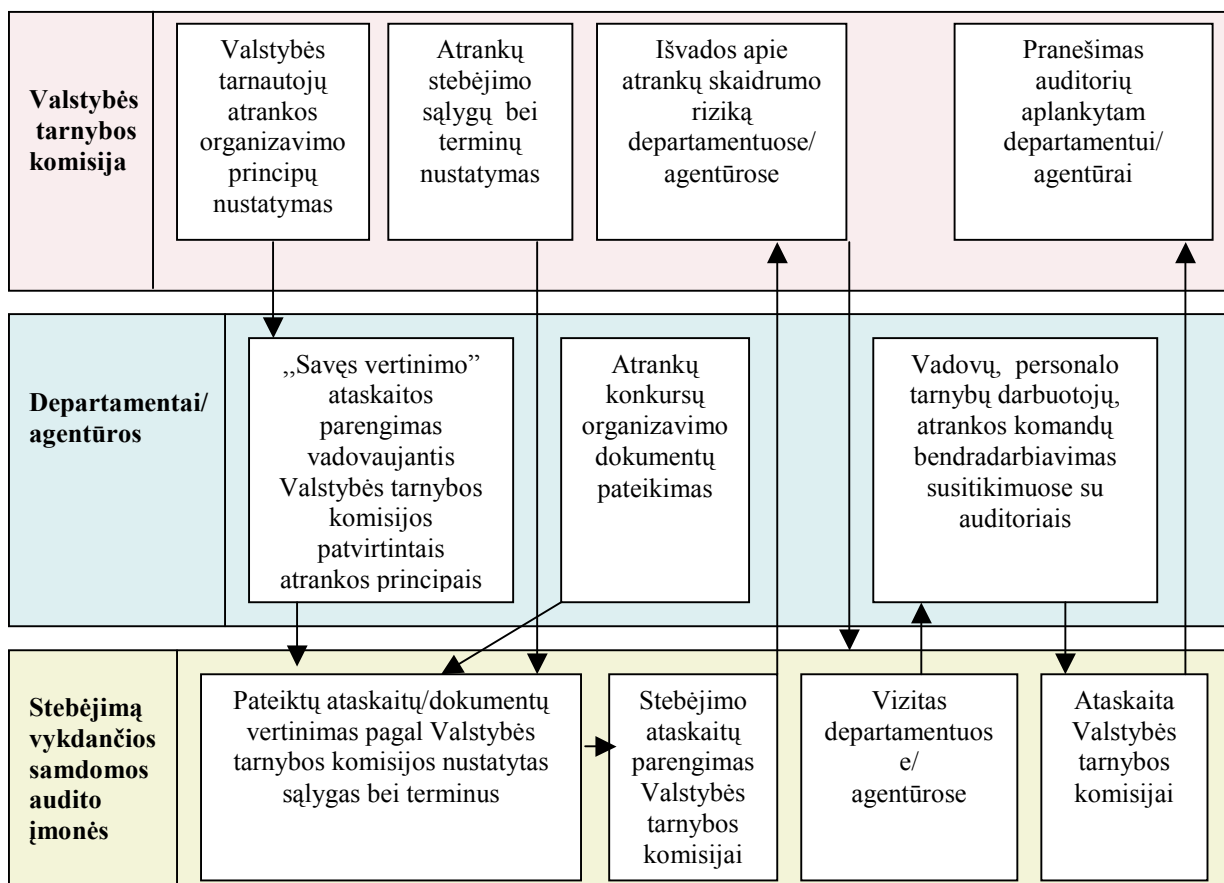 Valstybės
tarnybos
komisija
Valstybės
tarnautojų
atrankos
organizavimo
principų
nustatymas
Atrankų
stebėjimo
sąlygų bei
terminų
nustatymas
Išvados apie
atrankų skaidrumo
riziką
departamentuose/
agentūrose
Pranešimas
auditorių
aplankytam
departamentui/
agentūrai
Departamentai/
agentūros
,,Savęs vertinimo”
ataskaitos
parengimas
vadovaujantis
Valstybės tarnybos
komisijos
patvirtintais
atrankos principais
Atrankų
konkursų
organizavimo
dokumentų
pateikimas
Vadovų, personalo
tarnybų darbuotojų,
atrankos komandų
bendradarbiavimas
susitikimuose su
auditoriais
Stebėjimą
vykdančios
samdomos
audito
įmonės
Pateiktų ataskaitų/dokumentų
vertinimas pagal Valstybės
tarnybos komisijos nustatytas
sąlygas bei terminus
Stebėjimo
ataskaitų
parengimas
Valstybės
tarnybos
komisijai
Vizitas
departamentuos
e/
agentūrose
Ataskaita
Valstybės
tarnybos
komisijai